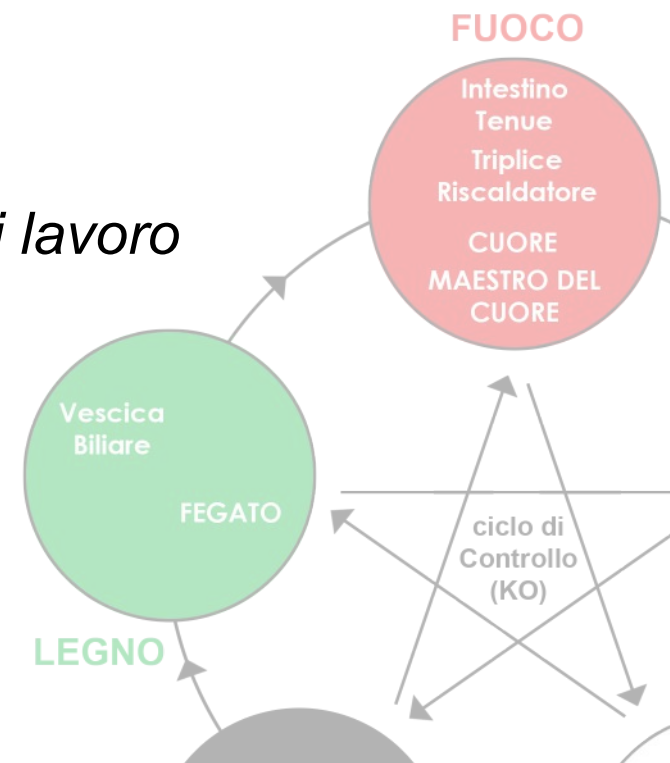 FUOCO
Intestino
Tenue
Triplice
Riscaldatore
CUORE
MAESTRO DEL
CUORE
i lavoro
Vescica
Biliare
FEGATO
LEGNO
ciclo di
Controllo
(KO)